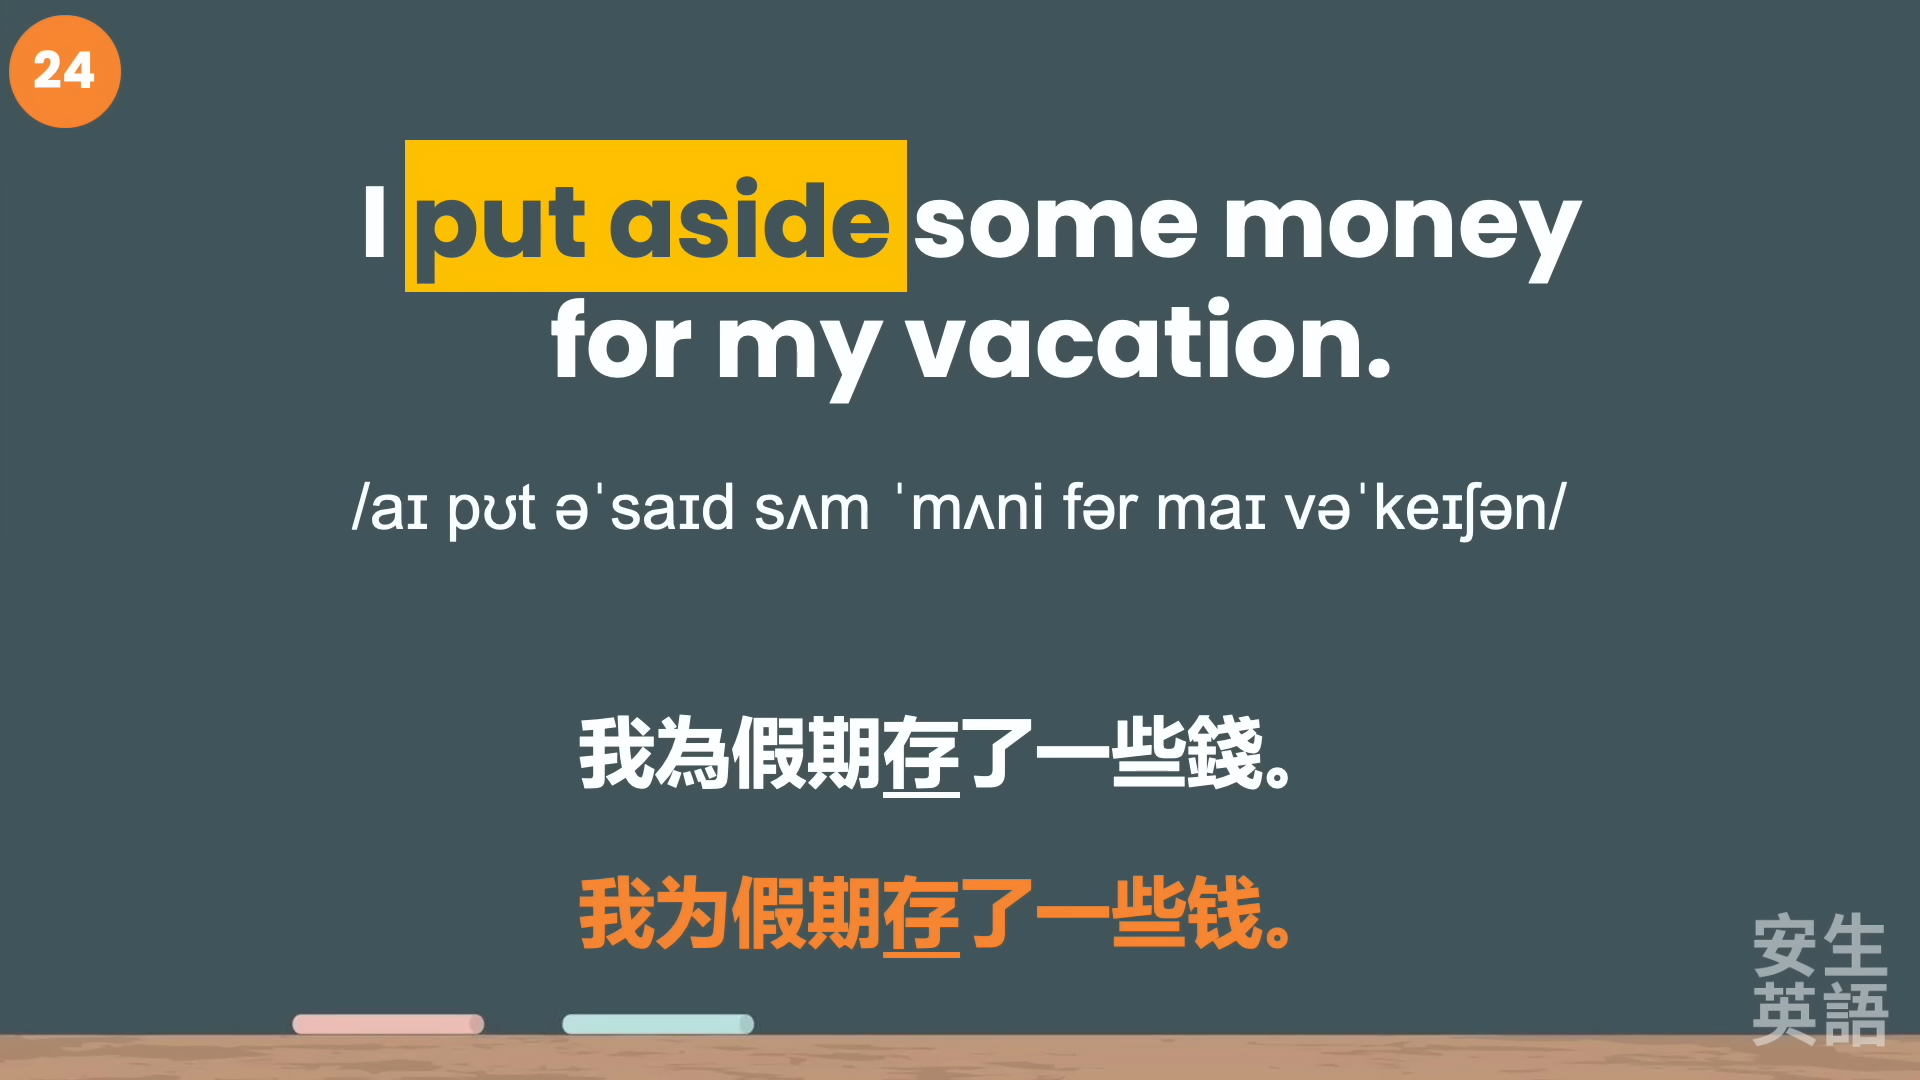 24
I put aside some money
for my vacation.
/aɪ pʊt əˈsaɪd sʌm ˈmʌni fər maɪ vəˈkeɪʃən/
我為假期存了一些錢。
我为假期存了一些钱。
安生
英語